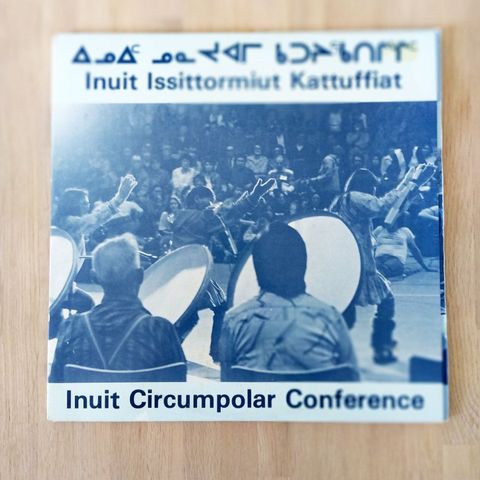 ᐃᓄᐃᑦ
Inuit Issittormiut Kattuffiat
Inuit Circumpolar Conference